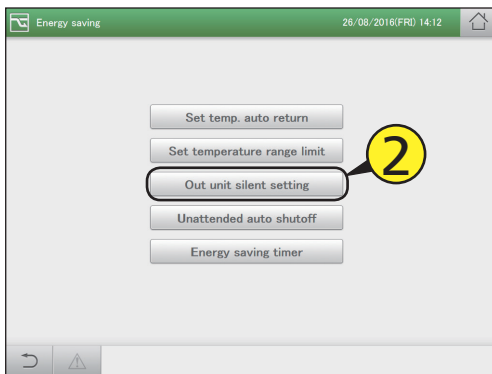 Energy saving 26/08/2016(FRI) 14:12
Set temp. auto return
Set temperature range limit
Out unit silent setting
2
Unattended auto shutoff
Energy saving timer